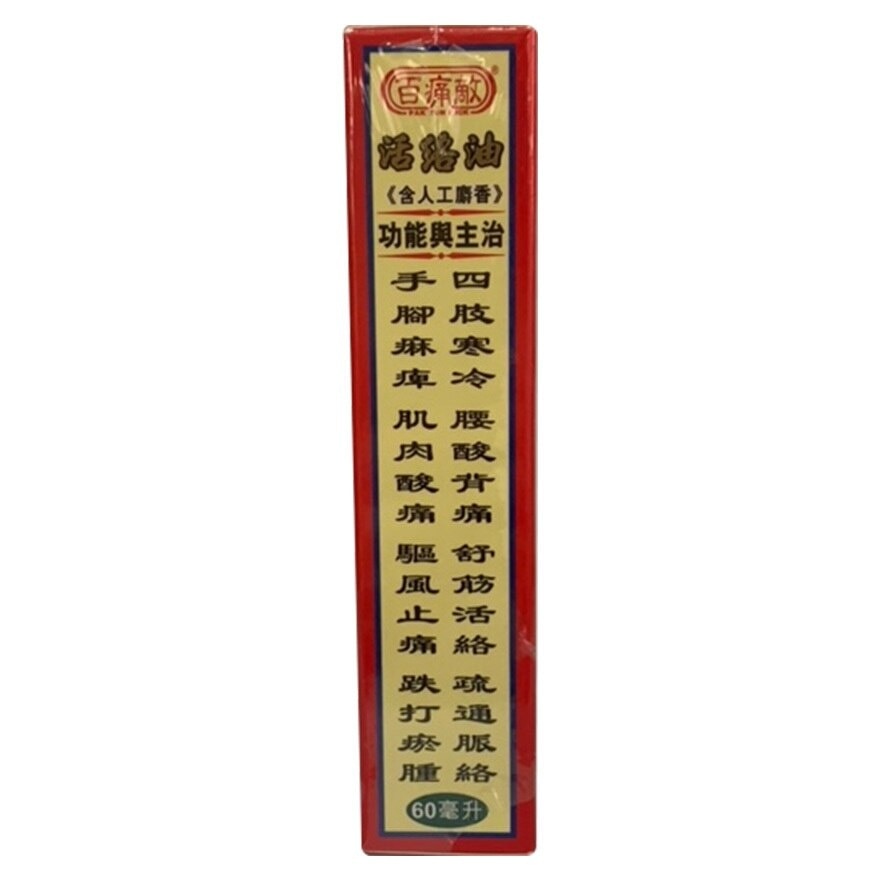 百痛敵®
活絡油
《含人工麝香》
功能與主治
四肢寒冷 腰酸背痛 舒筋活絡 疏通脈絡
手腳麻痺 肌肉酸痛 驅風止痛 跌打瘀腫
60毫升